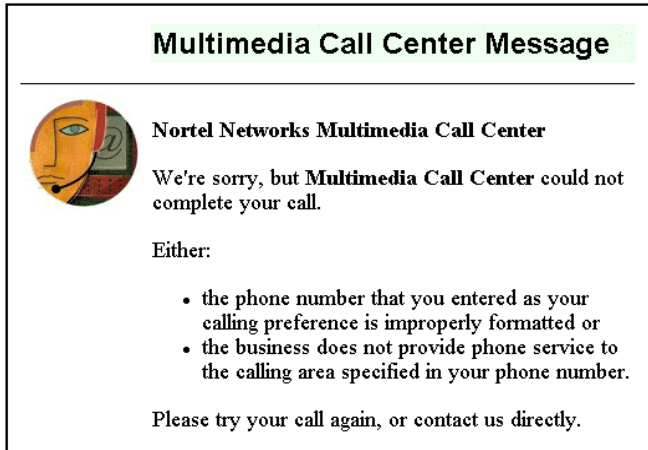 Multimedia Call Center Message
Nortel Networks Multimedia Call Center
We're sorry, but Multimedia Call Center could not
complete your call.
Either:
• the phone number that you entered as your
calling preference is improperly formatted or
• the business does not provide phone service to
the calling area specified in your phone number.
Please try your call again, or contact us directly.